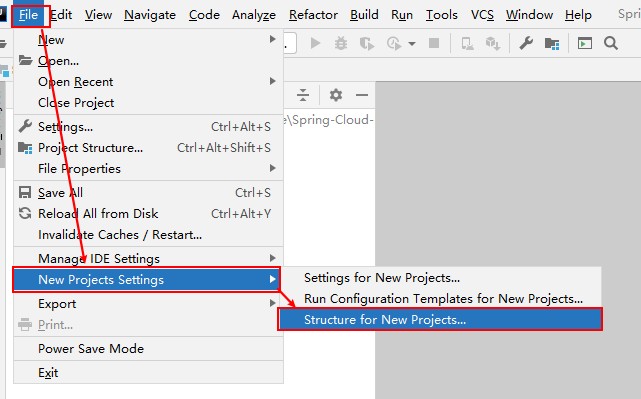 File Edit View Navigate Code Analyze Refactor Build Run Tools VCS Window Help Spri
New
Open...
Open Recent
Close Project
e\Spring-Cloud-
Settings... Ctrl+Alt+S
Project Structure... Ctrl+Alt+Shift+S
File Properties
Save All Ctrl+S
Reload All from Disk Ctrl+Alt+Y
Invalidate Caches / Restart...
Manage IDE Settings
New Projects Settings
Settings for New Projects...
Run Configuration Templates for New Projects...
Structure for New Projects...
Export
Print...
Power Save Mode
Exit